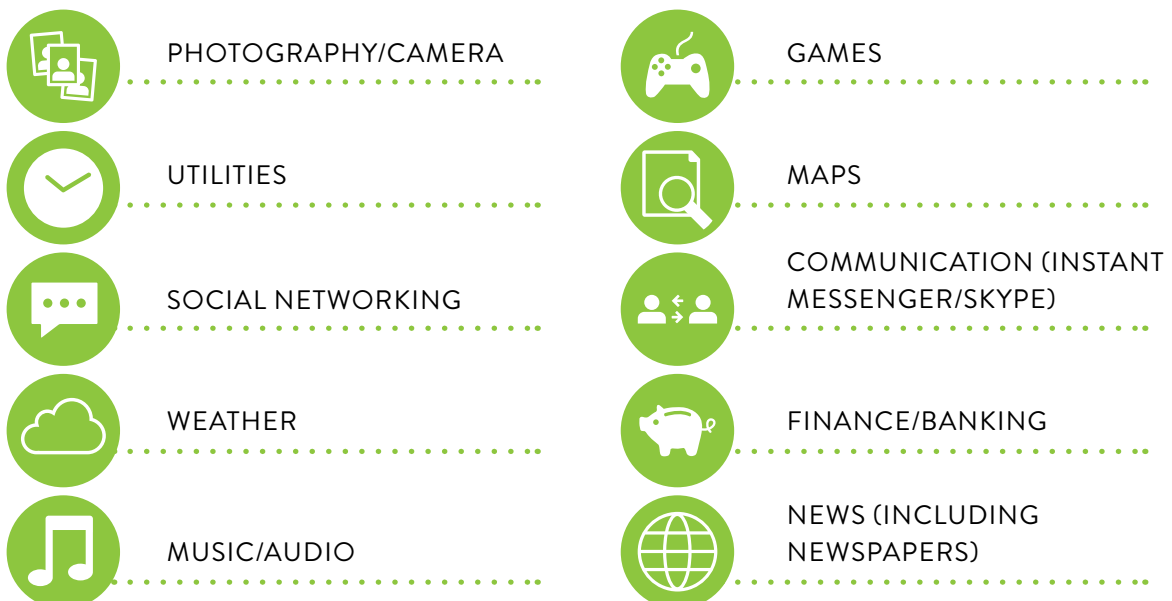 PHOTOGRAPHY/CAMERA
UTILITIES
SOCIAL NETWORKING
WEATHER
MUSIC/AUDIO
GAMES
MAPS
COMMUNICATION (INSTANT
MESSENGER/SKYPE)
FINANCE/BANKING
NEWS (INCLUDING
NEWSPAPERS)